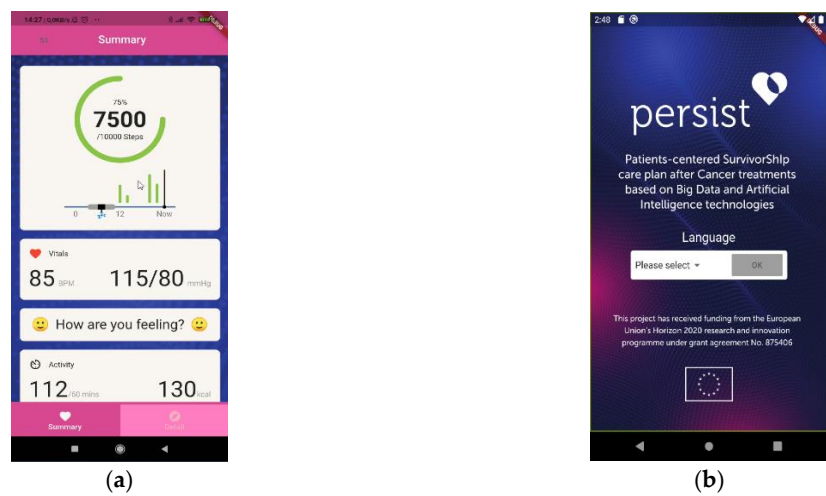 14:27
Summary
75%
7500
/10000 Steps
0 12 Now
Vitals
85 BPM 115/80 mmHg
How are you feeling?
Activity
112 /60 mins 130 kcal
Summary Detail
(a)
2:48
persist
Patients-centered SurvivorShIp
care plan after Cancer treatments
based on Big Data and Artificial
Intelligence technologies
Language
Please select OK
This project has received funding from the European
Union's Horizon 2020 research and innovation
programme under grant agreement No. 875406
(b)